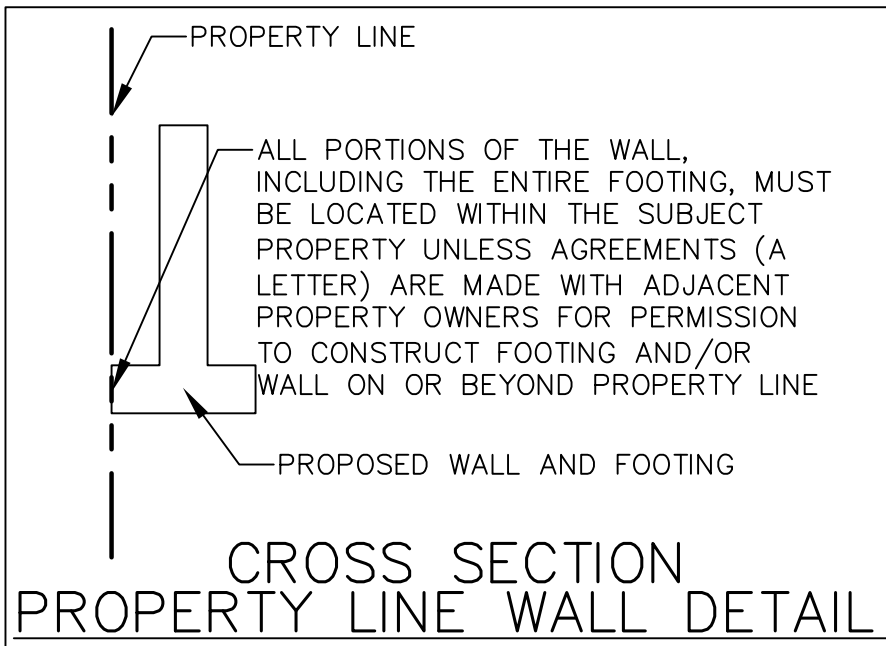 PROPERTY LINE
ALL PORTIONS OF THE WALL,
INCLUDING THE ENTIRE FOOTING, MUST
BE LOCATED WITHIN THE SUBJECT
PROPERTY UNLESS AGREEMENTS (A
LETTER) ARE MADE WITH ADJACENT
PROPERTY OWNERS FOR PERMISSION
TO CONSTRUCT FOOTING AND/OR
WALL ON OR BEYOND PROPERTY LINE
PROPOSED WALL AND FOOTING
CROSS SECTION
PROPERTY LINE WALL DETAIL